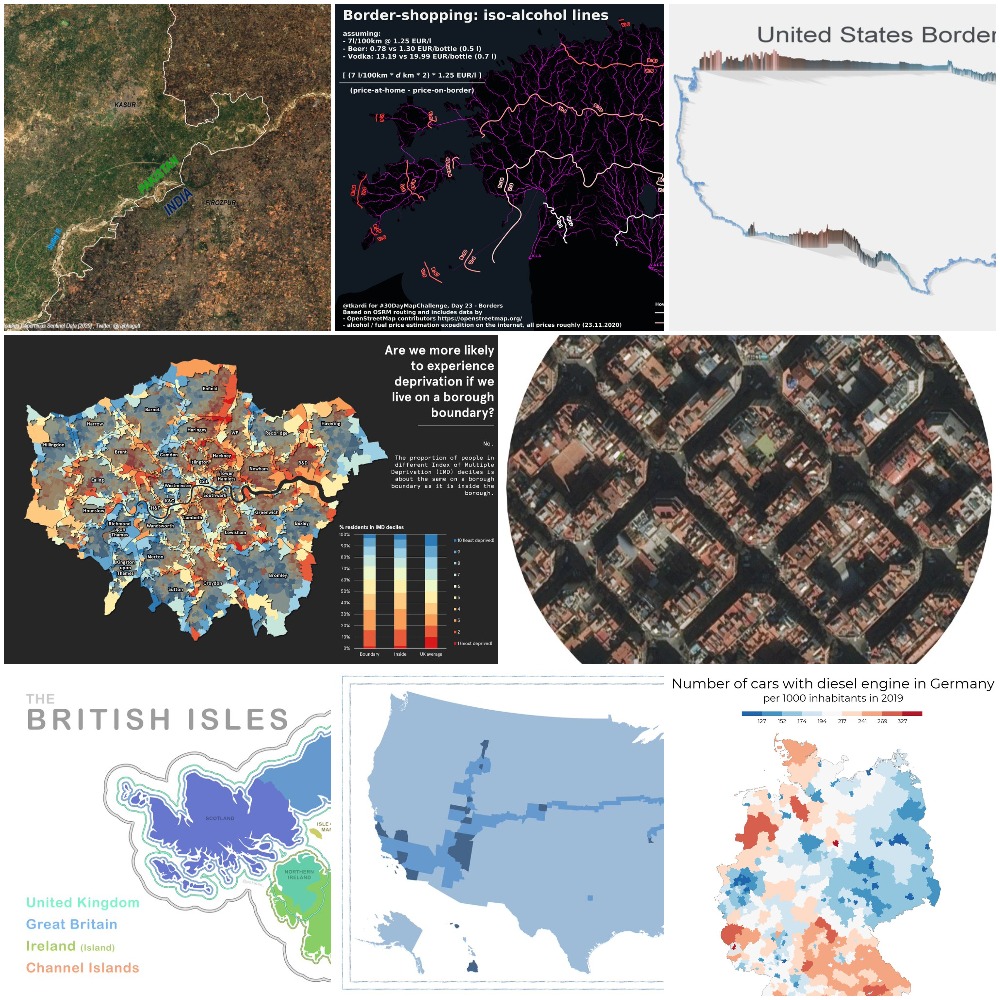 KASUR
PAKISTAN
INDIA
FIROZPUR
Border-shopping: iso-alcohol lines
assuming:
- 7l/100km @ 1.25 EUR/l
- Beer: 0.78 vs 1.30 EUR/bottle (0.5 l)
- Vodka: 13.19 vs 19.99 EUR/bottle (0.7 l)
[ (7 l/100km * d km * 2) * 1.25 EUR/l ]
(price-at-home - price-on-border)
@tkardi for #30DayMapChallenge, Day 23 - Borders
Based on OSRM routing and includes data by
- OpenStreetMap contributors https://openstreetmap.org/
- alcohol / fuel price estimation expedition on the internet, all prices roughly (23.11.2020)
United States Border
Are we more likely
to experience
deprivation if we
live on a borough
boundary?
No.
The proportion of people in
different Index of Multiple
Deprivation (IMD) deciles is
about the same on a borough
boundary as it is inside the
borough.
Enfield
Barnet
Harrow
Haringey
WF
Redbridge
Havering
Hillingdon
Brent
Camden
Islington
Hackney
Newham
B&D
Ealing
Westminster
Tower
Hamlets
Southwark
Hounslow
Greenwich
Bexley
Richmond
upon
Thames
Wandsworth
Lambeth
Lewisham
Merton
Kingston
upon
Thames
Sutton
Croydon
Bromley
% residents in IMD deciles
100%
90%
80%
70%
60%
50%
40%
30%
20%
10%
0%
10 (least deprived)
9
8
7
6
5
4
3
2
1 (most deprived)
Boundary Inside UK average
THE
BRITISH ISLES
SCOTLAND
NORTHERN
IRELAND
United Kingdom
Great Britain
Ireland (Island)
Channel Islands
Number of cars with diesel engine in Germany
per 1000 inhabitants in 2019
127 152 174 194 217 241 269 327